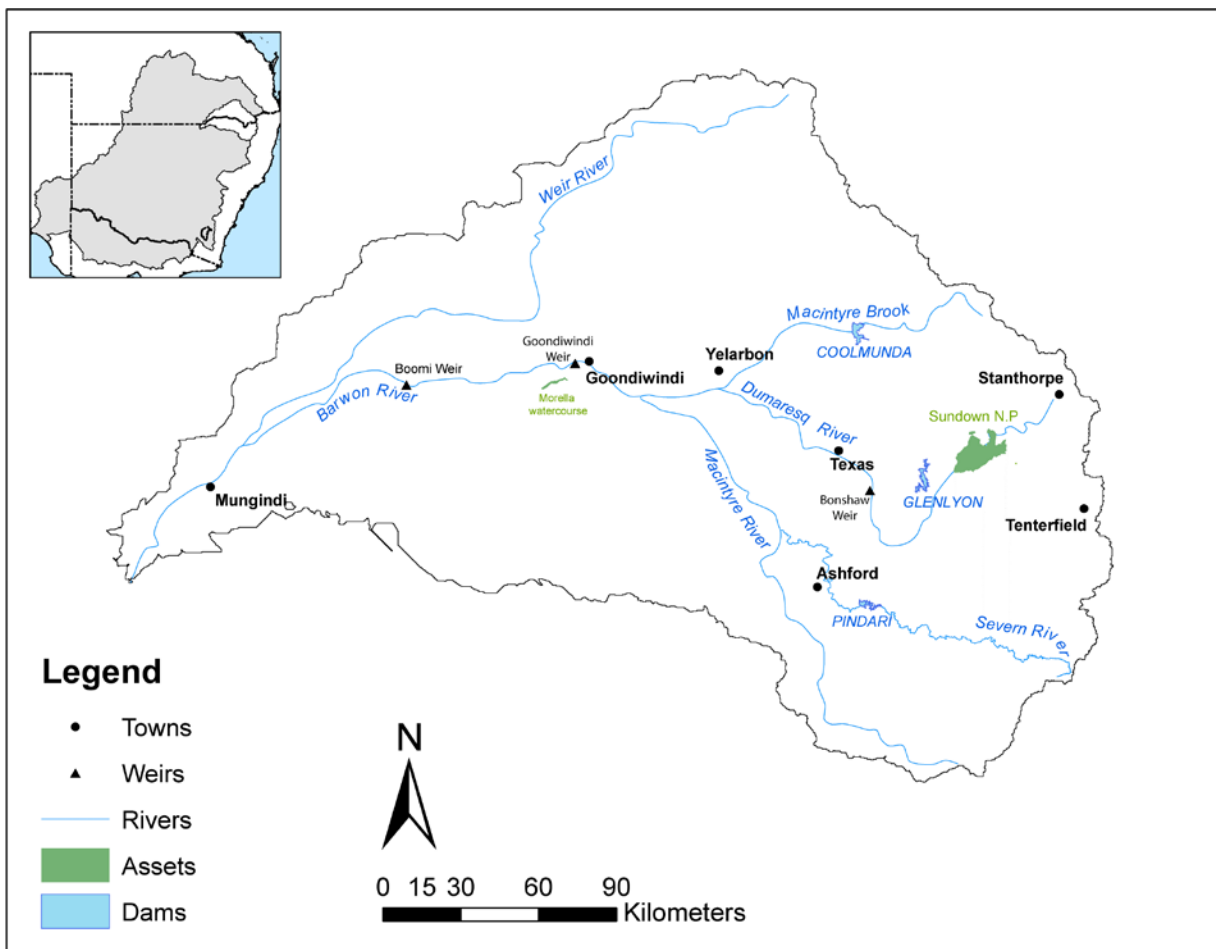 Weir River
Macintyre Brook
COOLMUNDA
Goondiwindi
Weir
Yelarbon
Goondiwindi
Boomi Weir
Stanthorpe
Barwon River
Morella
watercourse
Dumaresq River
Sundown N.P
Texas
GLENLYON
Mungindi
Macintyre River
Bonshaw
Weir
Tenterfield
Ashford
PINDARI
Severn River
Legend
Towns
Weirs
Rivers
Assets
Dams
N
0 15 30 60 90
Kilometers